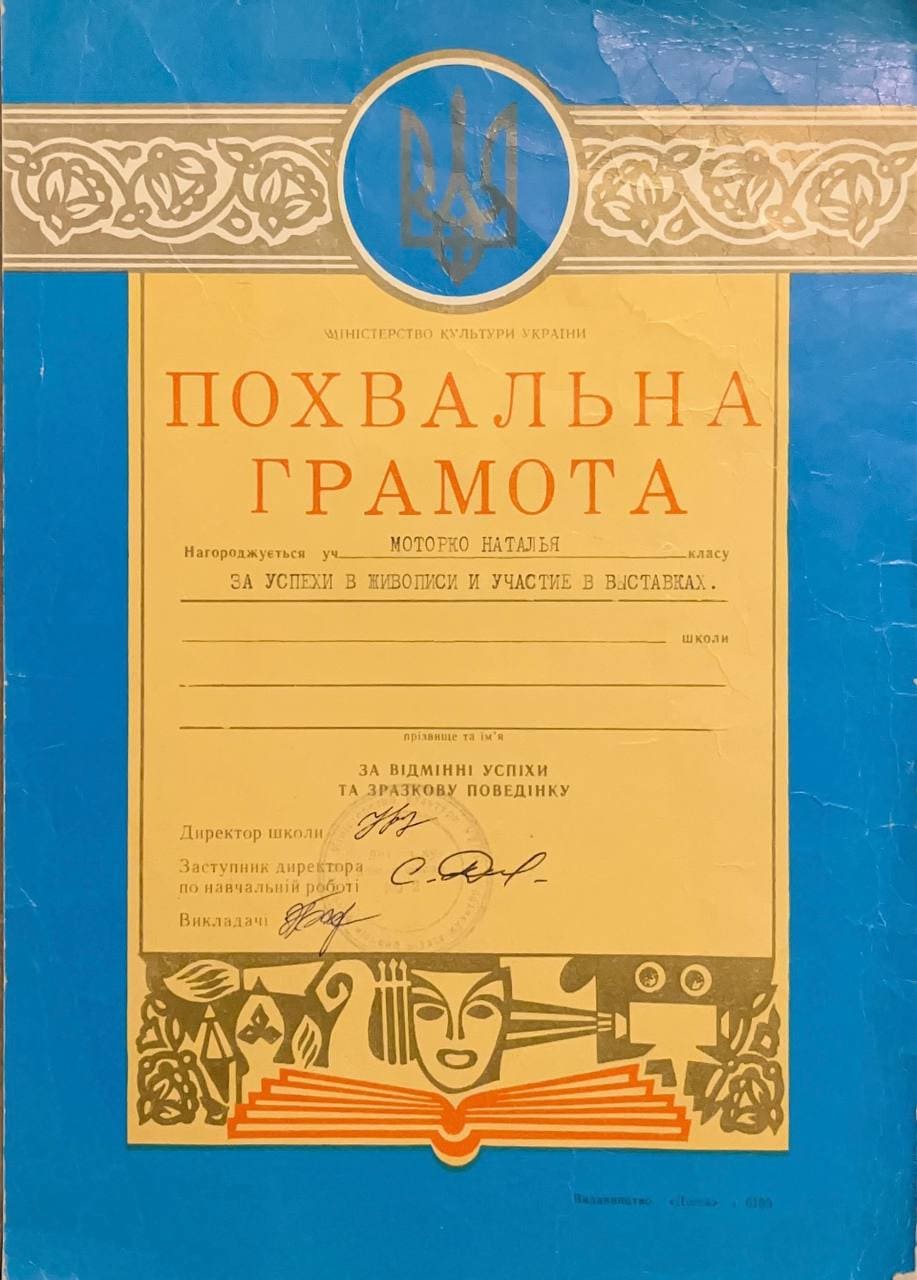 МІНІСТЕРСТВО КУЛЬТУРИ УКРАЇНИ
ПОХВАЛЬНА
ГРАМОТА
Нагороджується уч МОТОРКО НАТАЛЬЯ класу
ЗА УСПЕХИ В ЖИВОПИСИ И УЧАСТИЕ В ВЫСТАВКАХ.
школи
прізвище та ім'я
ЗА ВІДМІННІ УСПІХИ
ТА ЗРАЗКОВУ ПОВЕДІНКУ
Директор школи
Заступник директора
по навчальній роботі
Викладачі
Видавництво